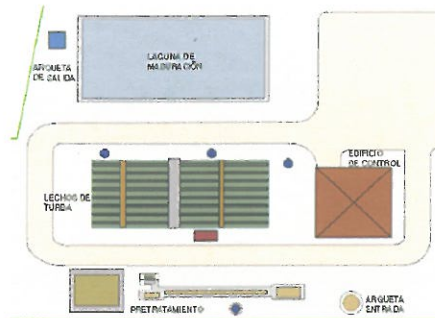 LAGUNA DE
MADURACIÓN
ARQUETA
DE SALIDA
EDIFICIO
DE CONTROL
LECHOS DE
TURBA
PRETRATAMIENTO
ARQUETA
ENTRADA